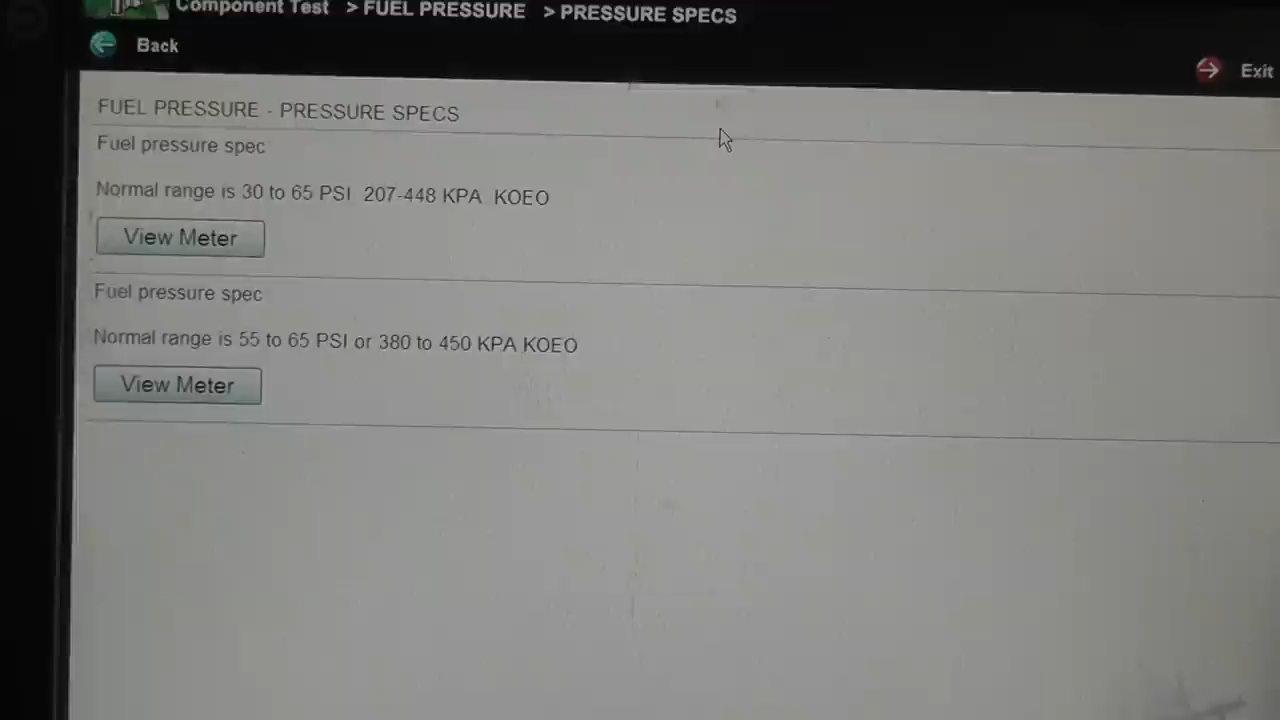 Component Test > FUEL PRESSURE > PRESSURE SPECS
Back
Exit
FUEL PRESSURE - PRESSURE SPECS
Fuel pressure spec
Normal range is 30 to 65 PSI 207-448 KPA KOEO
View Meter
Fuel pressure spec
Normal range is 55 to 65 PSI or 380 to 450 KPA KOEO
View Meter